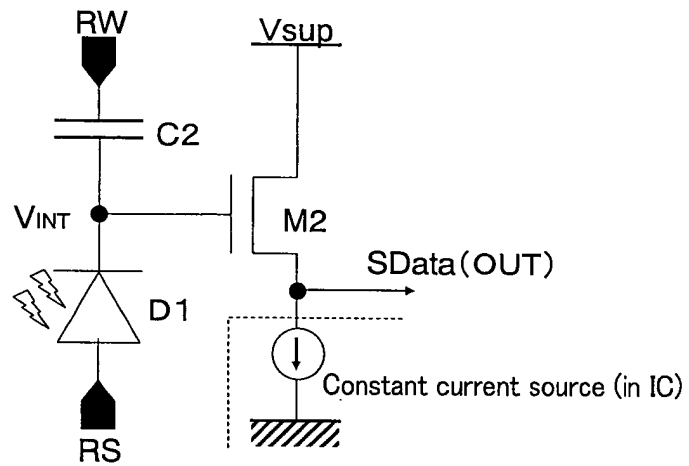 RW
Vsup
C2
VINT
M2
SData(OUT)
D1
Constant current source (in IC)
RS